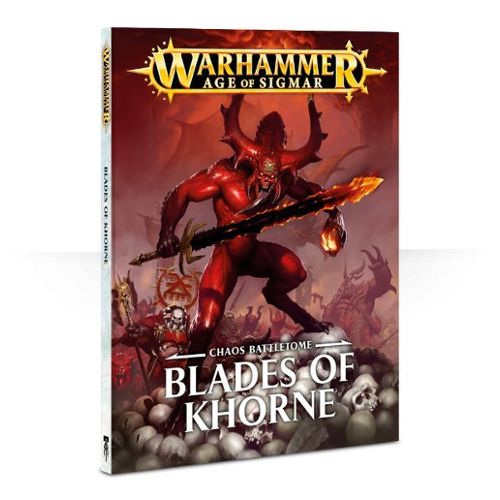 WARHAMMER
AGE OF SIGMAR
CHAOS BATTLETOME
BLADES OF
KHORNE
WARHAMMER
BLADES OF KHORNE